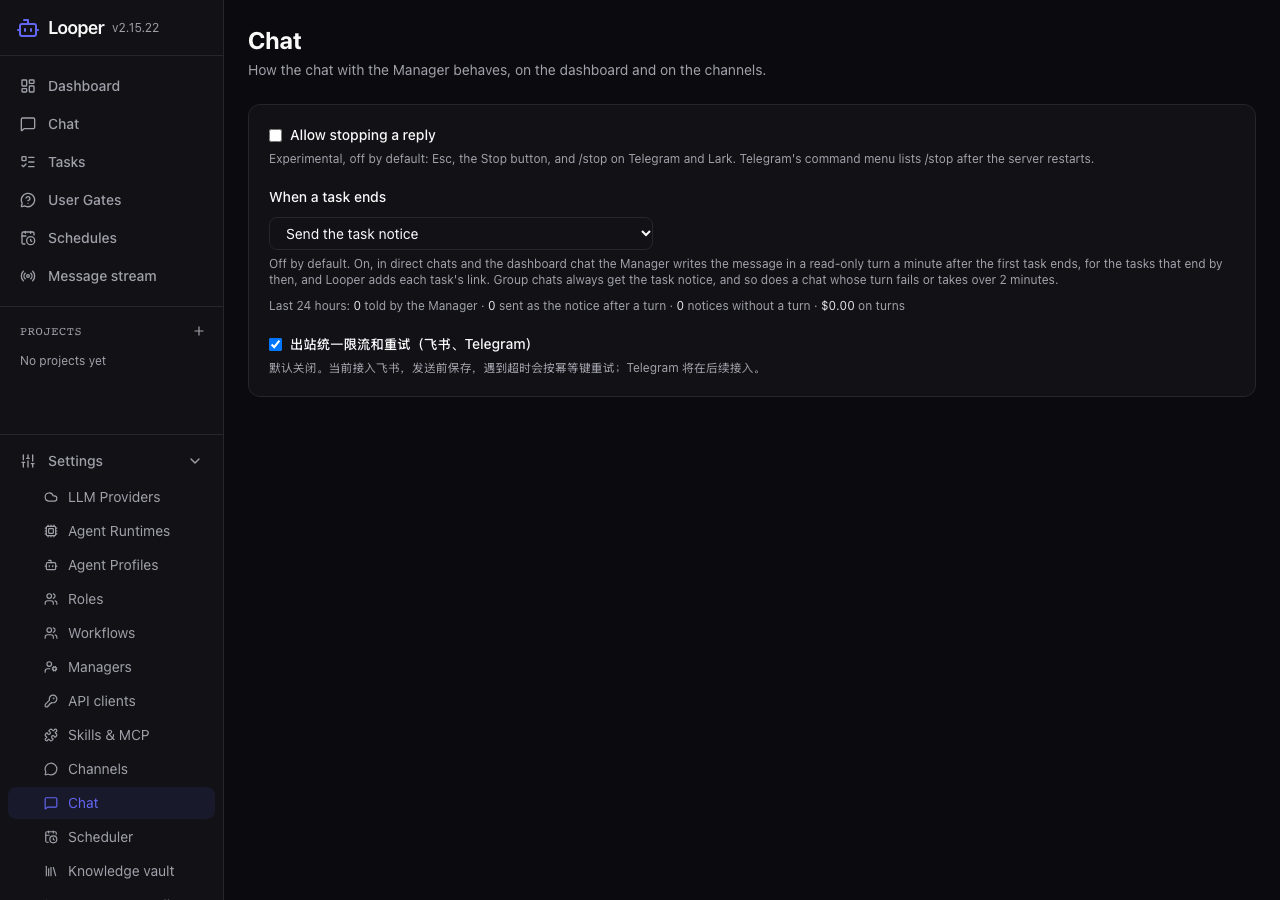 Looper v2.15.22
Dashboard
Chat
Tasks
User Gates
Schedules
Message stream
PROJECTS
No projects yet
Settings
LLM Providers
Agent Runtimes
Agent Profiles
Roles
Workflows
Managers
API clients
Skills & MCP
Channels
Chat
Scheduler
Knowledge vault
Chat
How the chat with the Manager behaves, on the dashboard and on the channels.
Allow stopping a reply
Experimental, off by default: Esc, the Stop button, and /stop on Telegram and Lark. Telegram's command menu lists /stop after the server restarts.
When a task ends
Send the task notice
Off by default. On, in direct chats and the dashboard chat the Manager writes the message in a read-only turn a minute after the first task ends, for the tasks that end by
then, and Looper adds each task's link. Group chats always get the task notice, and so does a chat whose turn fails or takes over 2 minutes.
Last 24 hours: 0 told by the Manager · 0 sent as the notice after a turn · 0 notices without a turn · $0.00 on turns
出站统一限流和重试（飞书、Telegram）
默认关闭。当前接入飞书，发送前保存，遇到超时会按幂等键重试；Telegram 将在后续接入。